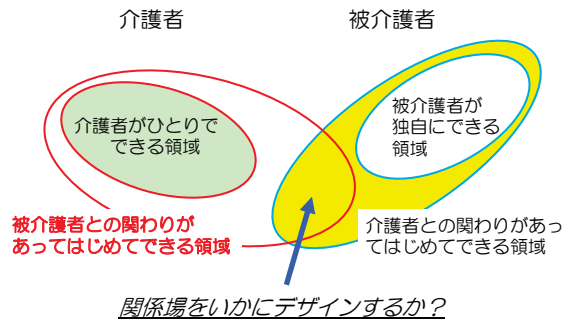 介護者
被介護者
介護者がひとりで
できる領域
被介護者が
独自にできる
領域
被介護者との関わりが
あってはじめてできる領域
介護者との関わりがあっ
てはじめてできる領域
関係場をいかにデザインするか？